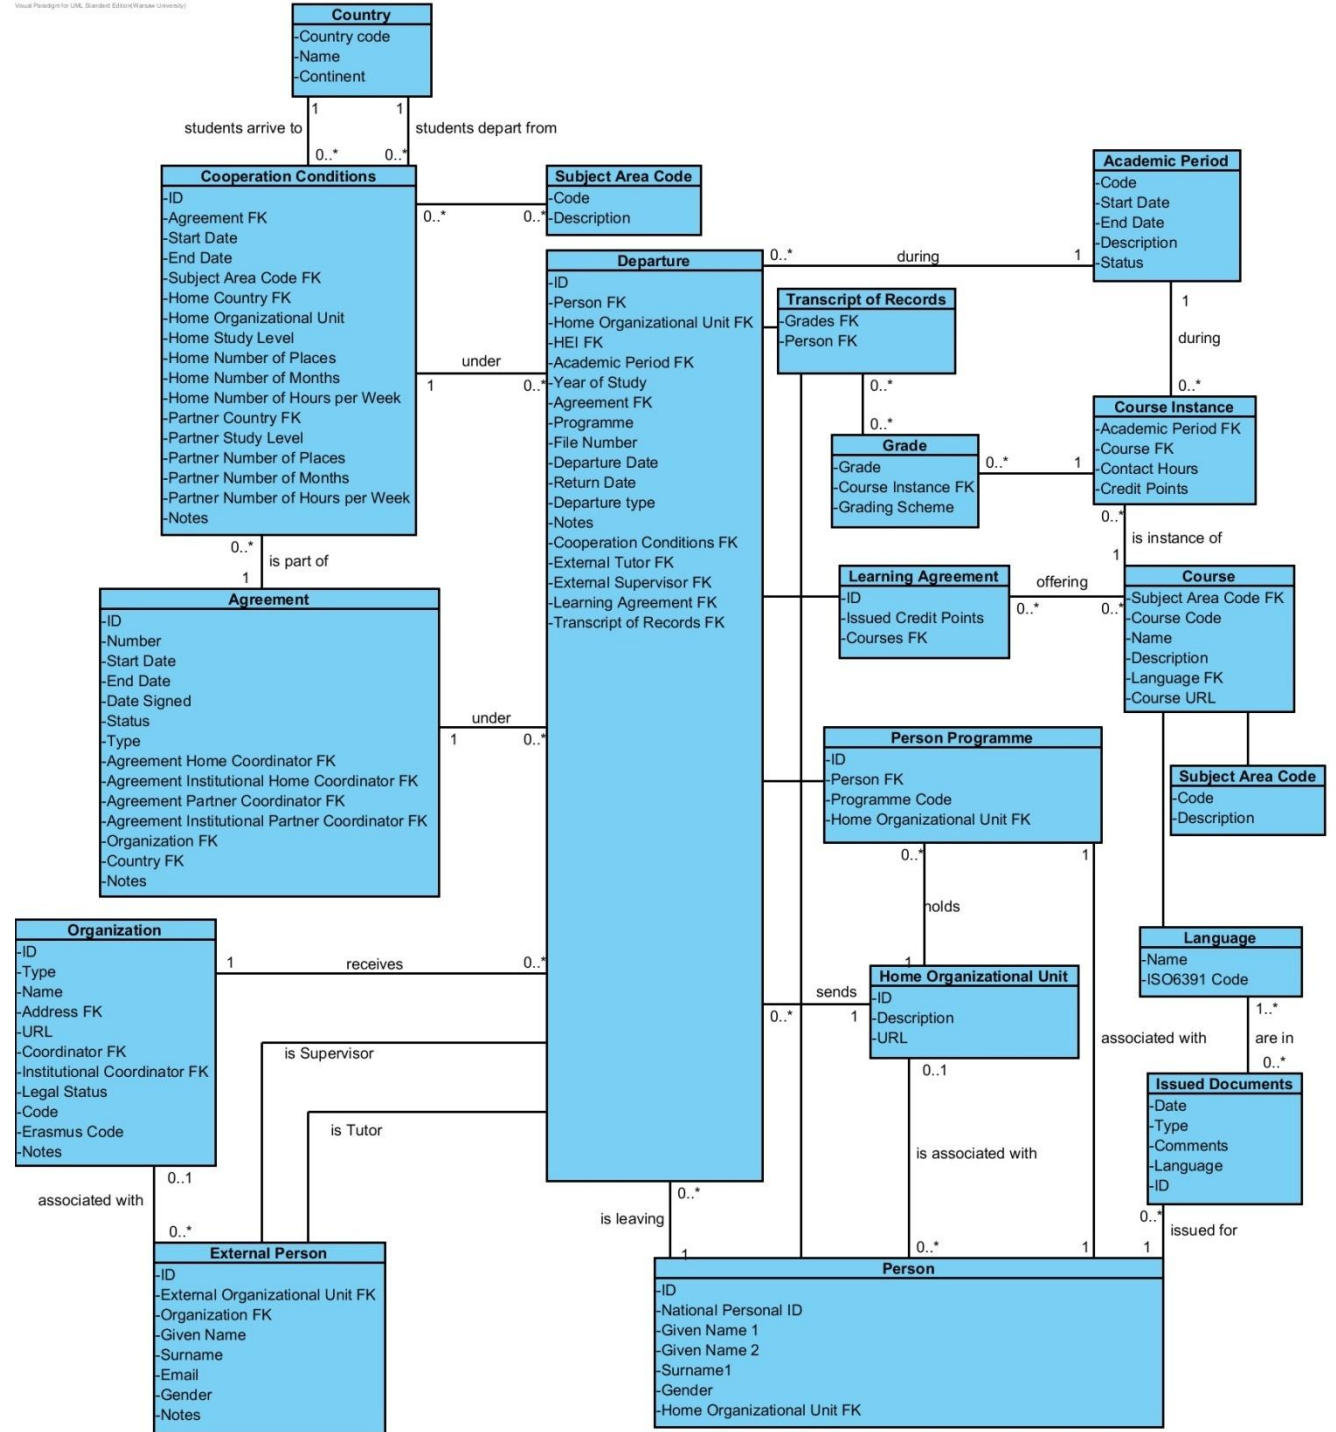 Visual Paradigm for UML Standard Edition(Warsaw University)
Country
-Country code
-Name
-Continent
1
1
students arrive to
students depart from
0..*
0..*
Cooperation Conditions
-ID
-Agreement FK
-Start Date
-End Date
-Subject Area Code FK
-Home Country FK
-Home Organizational Unit
-Home Study Level
-Home Number of Places
-Home Number of Months
-Home Number of Hours per Week
-Partner Country FK
-Partner Study Level
-Partner Number of Places
-Partner Number of Months
-Partner Number of Hours per Week
-Notes
0..*
0..*
Subject Area Code
-Code
-Description
under
1
0..*
0..*
is part of
1
Agreement
-ID
-Number
-Start Date
-End Date
-Date Signed
-Status
-Type
-Agreement Home Coordinator FK
-Agreement Institutional Home Coordinator FK
-Agreement Partner Coordinator FK
-Agreement Institutional Partner Coordinator FK
-Organization FK
-Country FK
-Notes
under
1
0..*
Organization
-ID
-Type
-Name
-Address FK
-URL
-Coordinator FK
-Institutional Coordinator FK
-Legal Status
-Code
-Erasmus Code
-Notes
1
receives
0..*
is Supervisor
is Tutor
0..1
associated with
0..*
External Person
-ID
-External Organizational Unit FK
-Organization FK
-Given Name
-Surname
-Email
-Gender
-Notes
Departure
-ID
-Person FK
-Home Organizational Unit FK
-HEI FK
-Academic Period FK
-Year of Study
-Agreement FK
-Programme
-File Number
-Departure Date
-Return Date
-Departure type
-Notes
-Cooperation Conditions FK
-External Tutor FK
-External Supervisor FK
-Learning Agreement FK
-Transcript of Records FK
0..*
during
1
Academic Period
-Code
-Start Date
-End Date
-Description
-Status
1
during
0..*
Transcript of Records
-Grades FK
-Person FK
0..*
0..*
Grade
-Grade
-Course Instance FK
-Grading Scheme
0..*
1
Course Instance
-Academic Period FK
-Course FK
-Contact Hours
-Credit Points
0..*
is instance of
1
Learning Agreement
-ID
-Issued Credit Points
-Courses FK
offering
0..*
0..*
Course
-Subject Area Code FK
-Course Code
-Name
-Description
-Language FK
-Course URL
Subject Area Code
-Code
-Description
Person Programme
-ID
-Person FK
-Programme Code
-Home Organizational Unit FK
0..*
1
holds
1
Home Organizational Unit
-ID
-Description
-URL
sends
0..*
1
0..1
is associated with
0..*
associated with
1
Language
-Name
-ISO6391 Code
1..*
are in
0..*
Issued Documents
-Date
-Type
-Comments
-Language
-ID
0..*
issued for
1
0..*
is leaving
1
Person
-ID
-National Personal ID
-Given Name 1
-Given Name 2
-Surname1
-Gender
-Home Organizational Unit FK